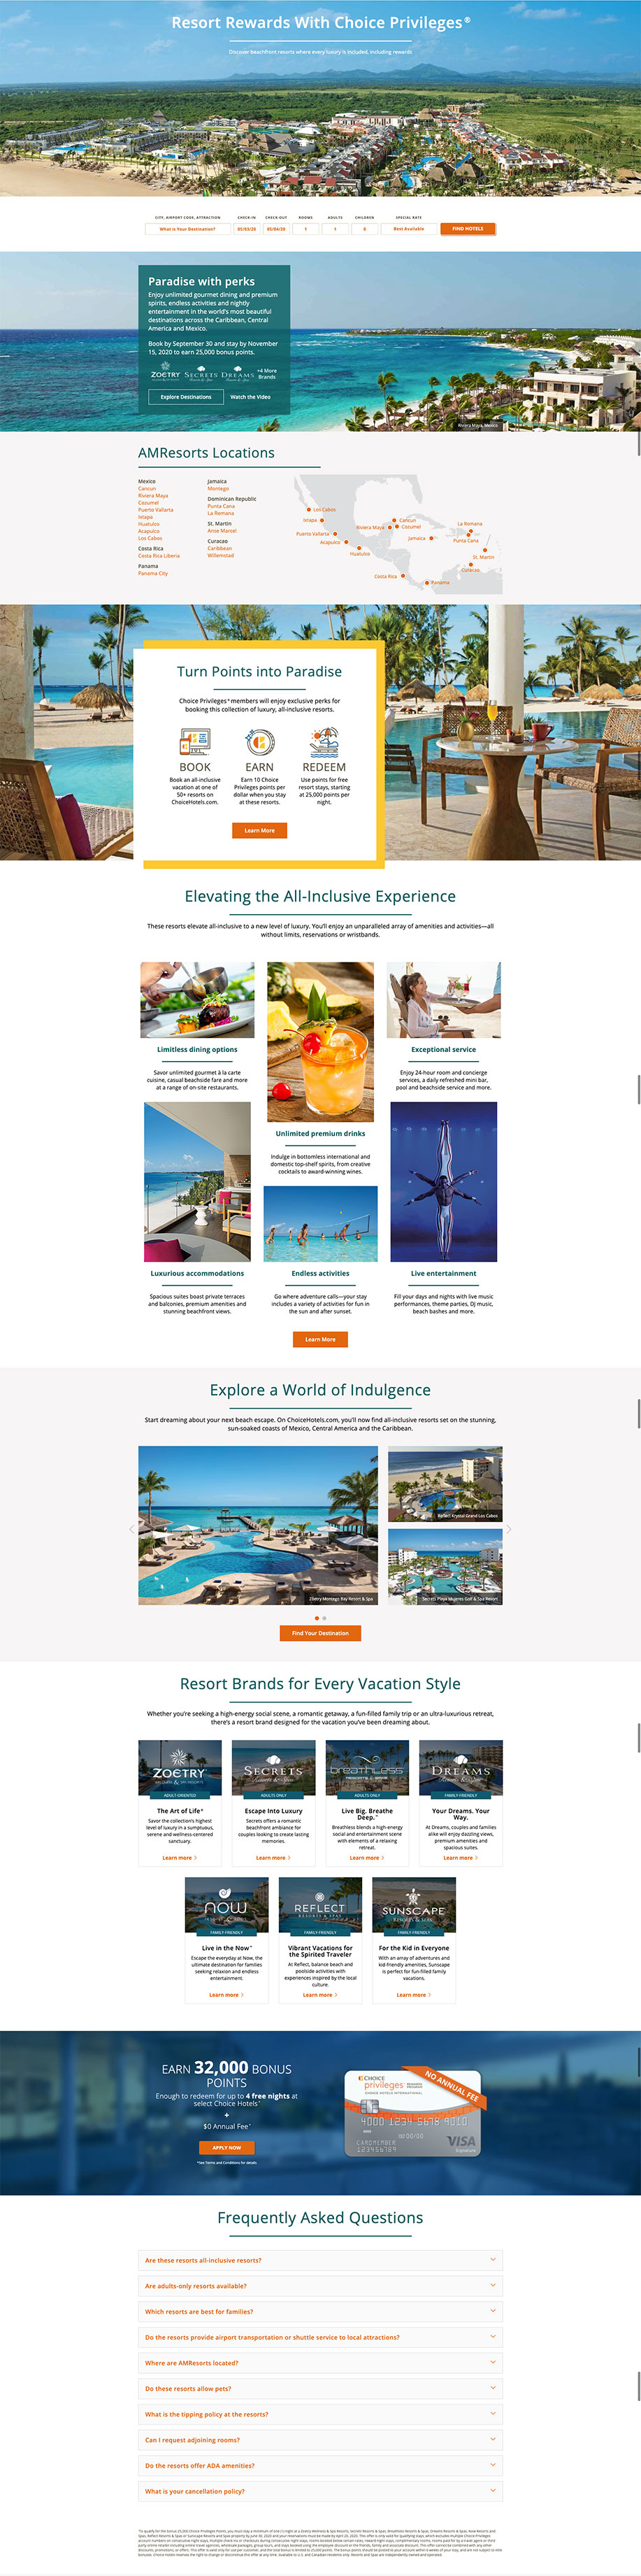 Resort Rewards With Choice Privileges®
Discover beachfront resorts where every luxury is included, including rewards
CITY, AIRPORT CODE, ATTRACTION CHECK-IN CHECK-OUT ROOMS ADULTS CHILDREN SPECIAL RATE
What is Your Destination? 05/03/20 05/04/20 1 1 0 Best Available FIND HOTELS
Paradise with perks
Enjoy unlimited gourmet dining and premium
spirits, endless activities and nightly
entertainment in the world's most beautiful
destinations across the Caribbean, Central
America and Mexico.
Book by September 30 and stay by November
15, 2020 to earn 25,000 bonus points.
ZOËTRY SECRETS DREAMS +4 More
Brands
Explore Destinations Watch the Video
Riviera Maya, Mexico
AMResorts Locations
Mexico
Cancun
Riviera Maya
Cozumel
Puerto Vallarta
Ixtapa
Huatulco
Acapulco
Los Cabos
Costa Rica
Costa Rica Liberia
Panama
Panama City
Jamaica
Montego
Dominican Republic
Punta Cana
La Romana
St. Martin
Anse Marcel
Curacao
Caribbean
Willemstad
Los Cabos
Ixtapa
Puerto Vallarta
Acapulco
Riviera Maya
Cancun
Cozumel
Huatulco
Jamaica
La Romana
Punta Cana
St. Martin
Curacao
Costa Rica
Panama
Turn Points into Paradise
Choice Privileges® members will enjoy exclusive perks for
booking this collection of luxury, all-inclusive resorts.
BOOK
Book an all-inclusive
vacation at one of
50+ resorts on
ChoiceHotels.com.
EARN
Earn 10 Choice
Privileges points per
dollar when you stay
at these resorts.
REDEEM
Use points for free
resort stays, starting
at 25,000 points per
night.
Learn More
Elevating the All-Inclusive Experience
These resorts elevate all-inclusive to a new level of luxury. You'll enjoy an unparalleled array of amenities and activities—all
without limits, reservations or wristbands.
Limitless dining options
Savor unlimited gourmet à la carte
cuisine, casual beachside fare and more
at a range of on-site restaurants.
Unlimited premium drinks
Indulge in bottomless international and
domestic top-shelf spirits, from creative
cocktails to award-winning wines.
Exceptional service
Enjoy 24-hour room and concierge
services, a daily refreshed mini bar,
pool and beachside service and more.
Luxurious accommodations
Spacious suites boast private terraces
and balconies, premium amenities and
stunning beachfront views.
Endless activities
Go where adventure calls—your stay
includes a variety of activities for fun in
the sun and after sunset.
Live entertainment
Fill your days and nights with live music
performances, theme parties, DJ music,
beach bashes and more.
Learn More
Explore a World of Indulgence
Start dreaming about your next beach escape. On ChoiceHotels.com, you'll now find all-inclusive resorts set on the stunning,
sun-soaked coasts of Mexico, Central America and the Caribbean.
Zoëtry Montego Bay Resort & Spa
Reflect Krystal Grand Los Cabos
Secrets Playa Mujeres Golf & Spa Resort
Find Your Destination
Resort Brands for Every Vacation Style
Whether you're seeking a high-energy social scene, a romantic getaway, a fun-filled family trip or an ultra-luxurious retreat,
there's a resort brand designed for the vacation you've been dreaming about.
ZOËTRY
WELLNESS & SPA RESORTS
ADULT-ORIENTED
The Art of Life®
Savor the collection's highest
level of luxury in a sumptuous,
serene and wellness-centered
sanctuary.
Learn more
SECRETS
Resorts & Spas
ADULTS ONLY
Escape Into Luxury
Secrets offers a romantic
beachfront ambiance for
couples looking to create lasting
memories.
Learn more
breathless
RESORTS & SPAS
ADULTS ONLY
Live Big. Breathe
Deep.™
Breathless blends a high-energy
social and entertainment scene
with elements of a relaxing
retreat.
Learn more
DREAMS
Resorts & Spas
FAMILY-FRIENDLY
Your Dreams. Your
Way.
At Dreams, couples and families
alike will enjoy dazzling views,
premium amenities and
spacious suites.
Learn more
NOW
FAMILY-FRIENDLY
Live in the Now™
Escape the everyday at Now, the
ultimate destination for families
seeking relaxation and endless
entertainment.
Learn more
REFLECT
RESORTS & SPAS
FAMILY-FRIENDLY
Vibrant Vacations for
the Spirited Traveler
At Reflect, balance beach and
poolside activities with
experiences inspired by the local
culture.
Learn more
SUNSCAPE
Resorts & Spas
FAMILY-FRIENDLY
For the Kid in Everyone
With an array of adventures and
kid-friendly amenities, Sunscape
is perfect for fun-filled family
vacations.
Learn more
EARN 32,000 BONUS
POINTS
Enough to redeem for up to 4 free nights at
select Choice Hotels*
+
$0 Annual Fee*
APPLY NOW
*See Terms and Conditions for details
CHOICE
privileges REWARDS PROGRAM
CHOICE HOTELS INTERNATIONAL
NO ANNUAL FEE
4000 1234 5678 9010
4000
00/00
CARDMEMBER
123456789
VISA
Signature
Frequently Asked Questions
Are these resorts all-inclusive resorts?
Are adults-only resorts available?
Which resorts are best for families?
Do the resorts provide airport transportation or shuttle service to local attractions?
Where are AMResorts located?
Do these resorts allow pets?
What is the tipping policy at the resorts?
Can I request adjoining rooms?
Do the resorts offer ADA amenities?
What is your cancellation policy?